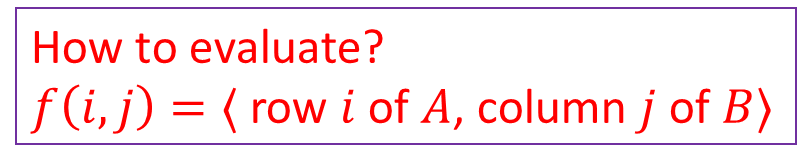 How to evaluate?
f(i,j) = ⟨ row i of A, column j of B⟩